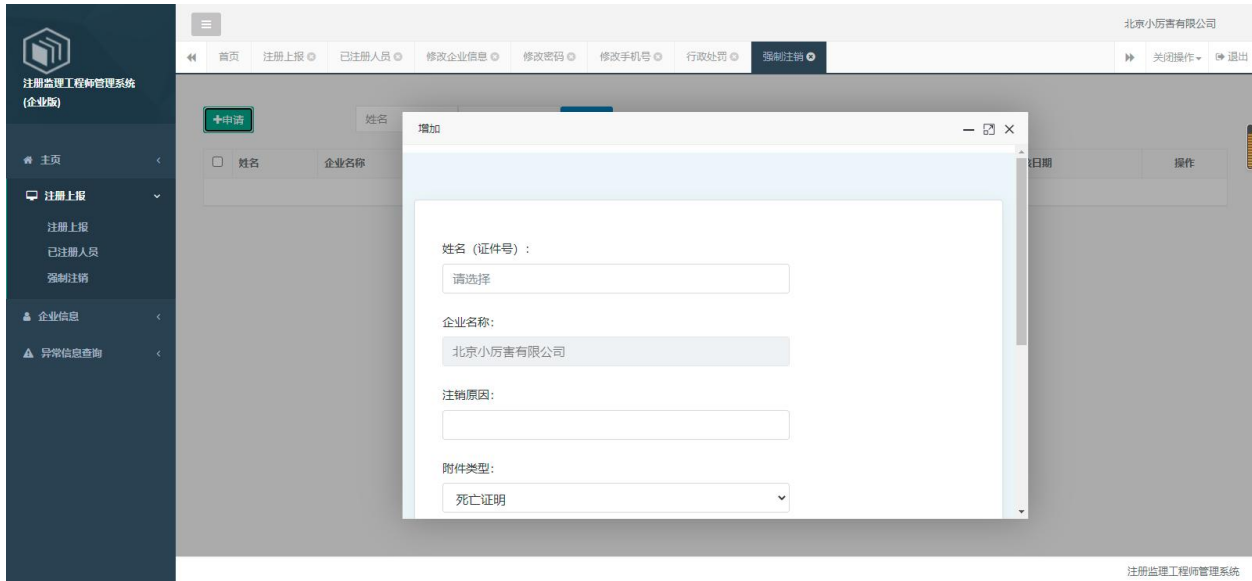 北京小厉害有限公司
首页 注册上报 已注册人员 修改企业信息 修改密码 修改手机号 行政处罚 强制注销 关闭操作 退出
注册监理工程师管理系统
(企业版)
主页
注册上报
注册上报
已注册人员
强制注销
企业信息
异常信息查询
申请 姓名
姓名 企业名称 日期 操作
增加
姓名（证件号）:
请选择
企业名称:
北京小厉害有限公司
注销原因:
附件类型:
死亡证明
注册监理工程师管理系统